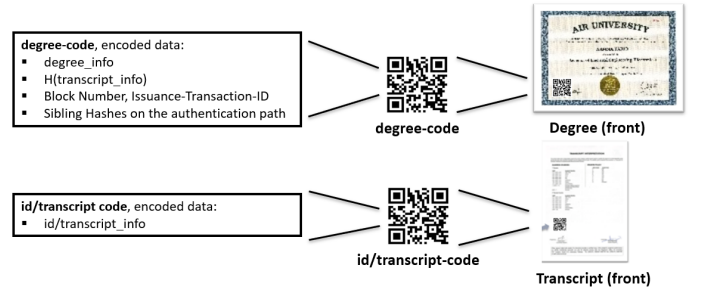 degree-code, encoded data:
▪ degree_info
▪ H(transcript_info)
▪ Block Number, Issuance-Transaction-ID
▪ Sibling Hashes on the authentication path
degree-code
AIR UNIVERSITY
Degree (front)
id/transcript code, encoded data:
▪ id/transcript_info
id/transcript-code
Transcript (front)